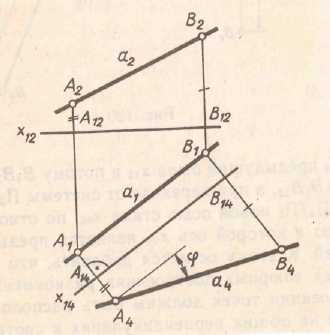 B₂
a₂
A₂
A₁₂
x₁₂
B₁₂
B₁
a₁
B₁₄
A₁
A₁₄
φ
B₄
x₁₄
A₄
a₄